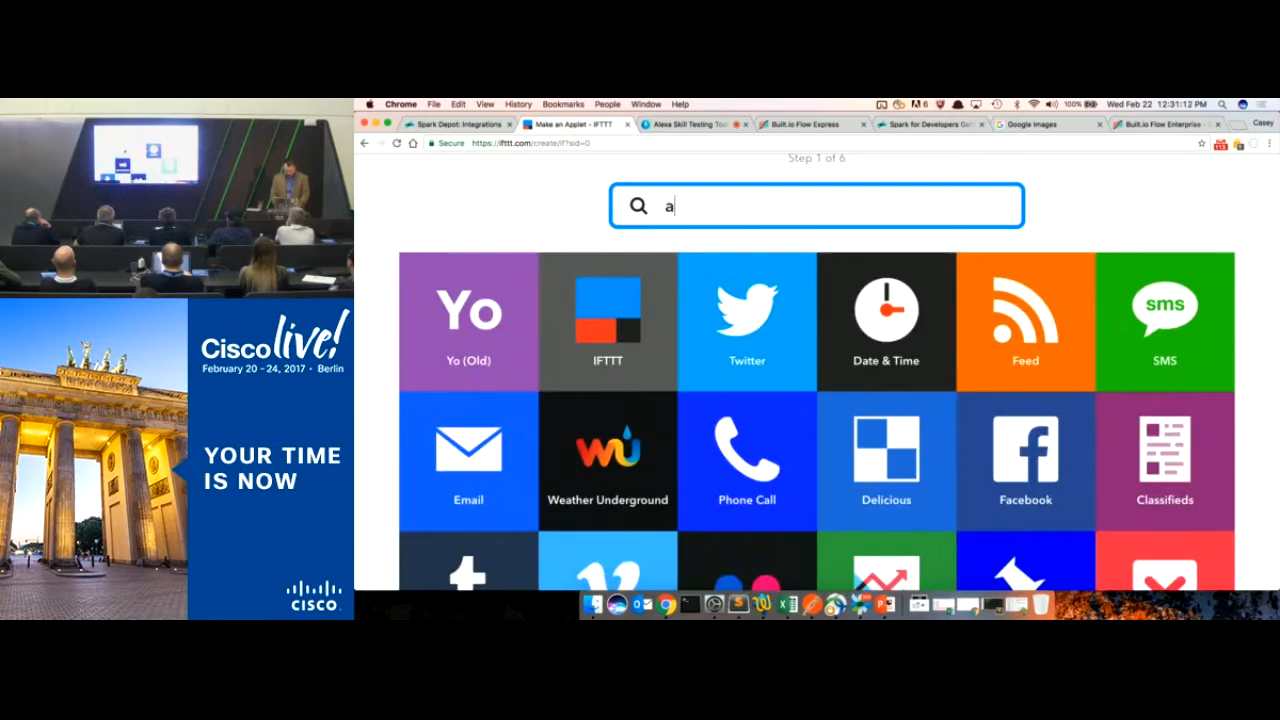 Chrome File Edit View History Bookmarks People Window Help
6
100%
Wed Feb 22 12:31:12 PM
Spark Depot: Integrations
Make an Applet - IFTTT
Alexa Skill Testing Too
Built.io Flow Express
Spark for Developers
Google Images
Built.io Flow Enterprise -
Casey
Secure https://ifttt.com/create/if?sid=0
Step 1 of 6
a
Yo
Yo (Old)
IFTTT
Twitter
Date & Time
Feed
sms
SMS
Email
wu
Weather Underground
Phone Call
Delicious
Facebook
Classifieds
Cisco live!
February 20 - 24, 2017 • Berlin
YOUR TIME
IS NOW
CISCO